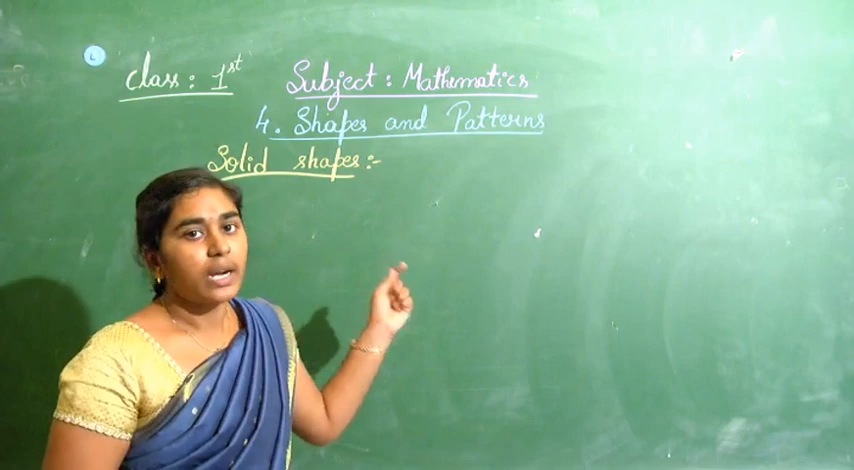 L
Class : 1st Subject : Mathematics
4. Shapes and Patterns
Solid shapes :-